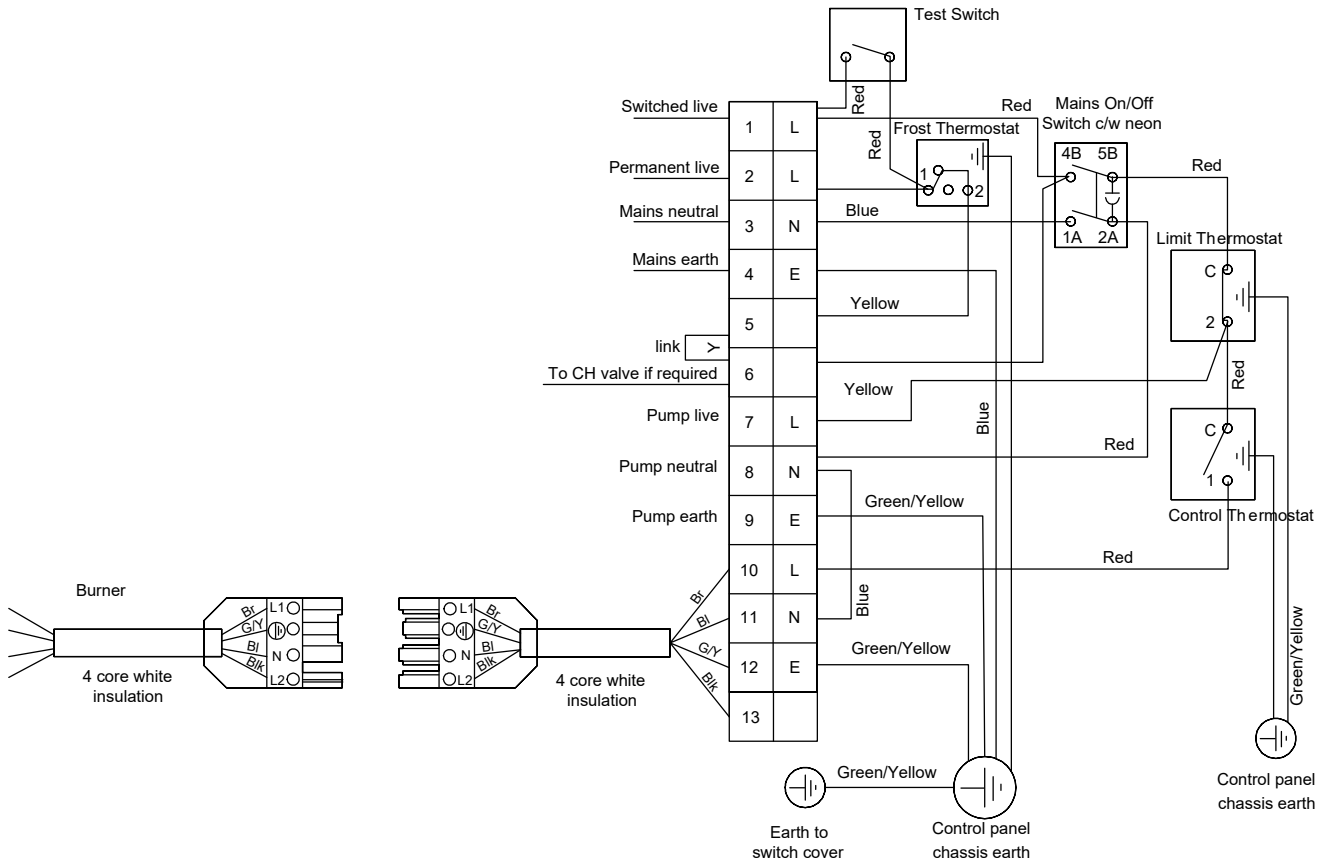 Test Switch
Red
Red
Switched live
1 L
Permanent live
2 L
Mains neutral
3 N
Mains earth
4 E
5
link
Y
To CH valve if required
6
Pump live
7 L
Pump neutral
8 N
Pump earth
9 E
10 L
11 N
12 E
13
Frost Thermostat
1
2
Red
Mains On/Off
Switch c/w neon
4B 5B
1A 2A
Red
Blue
Limit Thermostat
C
2
Yellow
Yellow
Red
Blue
C
1
Control Thermostat
Red
Green/Yellow
Red
Blue
Green/Yellow
Green/Yellow
Burner
Br
G/Y
Bl
Blk
L1
N
L2
4 core white
insulation
L1
N
L2
Br
G/Y
Bl
Blk
4 core white
insulation
Br
Bl
G/Y
Blk
Green/Yellow
Earth to
switch cover
Control panel
chassis earth
Control panel
chassis earth